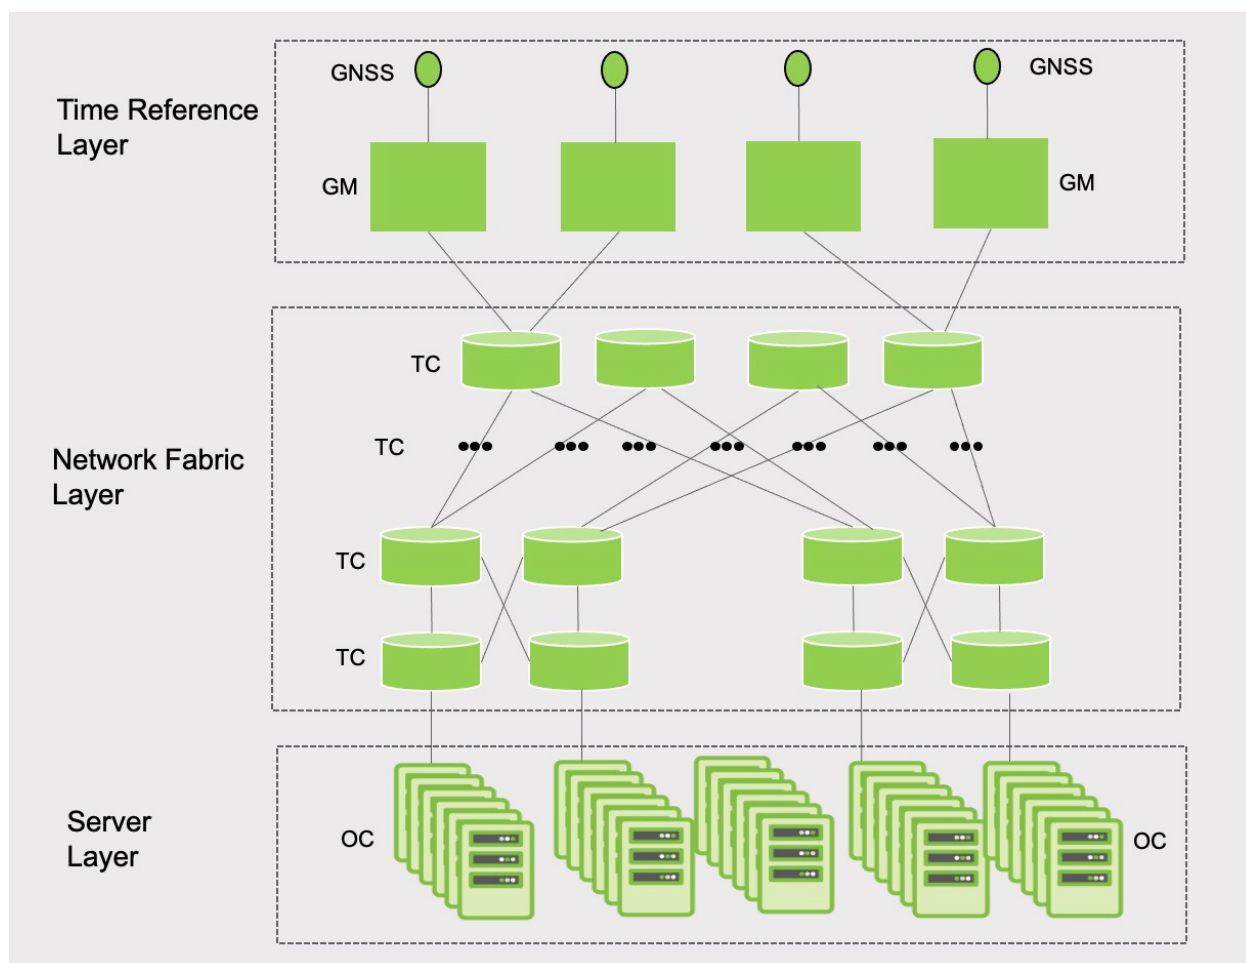 GNSS
GNSS
Time Reference
Layer
GM
GM
TC
TC
Network Fabric
Layer
TC
TC
Server
Layer
OC
OC